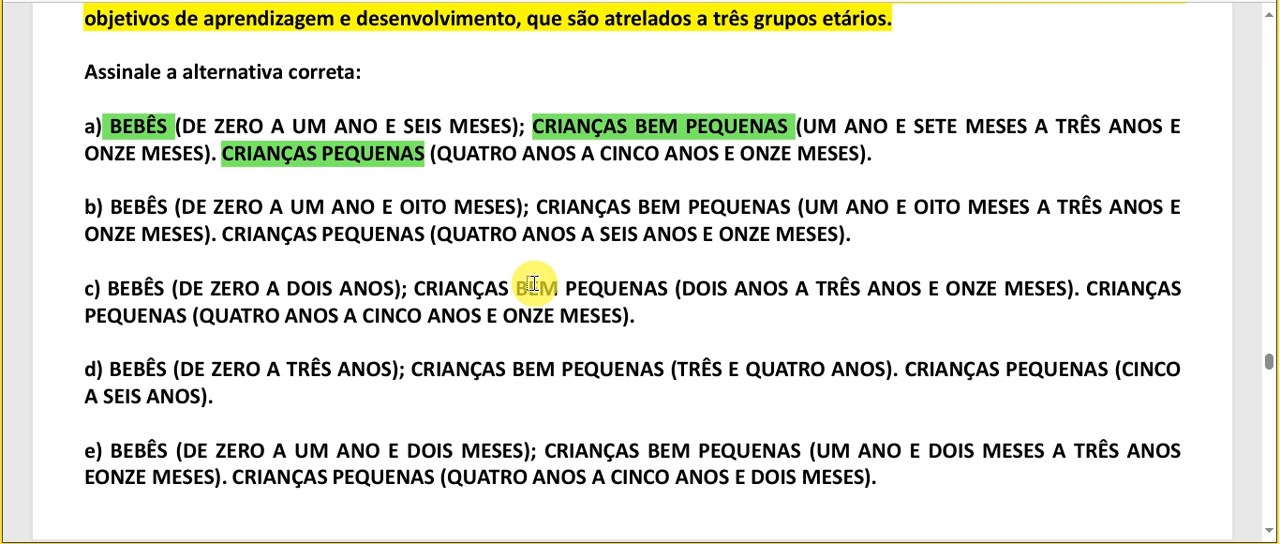 objetivos de aprendizagem e desenvolvimento, que são atrelados a três grupos etários.
Assinale a alternativa correta:
a) BEBÊS (DE ZERO A UM ANO E SEIS MESES); CRIANÇAS BEM PEQUENAS (UM ANO E SETE MESES A TRÊS ANOS E
ONZE MESES). CRIANÇAS PEQUENAS (QUATRO ANOS A CINCO ANOS E ONZE MESES).
b) BEBÊS (DE ZERO A UM ANO E OITO MESES); CRIANÇAS BEM PEQUENAS (UM ANO E OITO MESES A TRÊS ANOS E
ONZE MESES). CRIANÇAS PEQUENAS (QUATRO ANOS A SEIS ANOS E ONZE MESES).
c) BEBÊS (DE ZERO A DOIS ANOS); CRIANÇAS BEM PEQUENAS (DOIS ANOS A TRÊS ANOS E ONZE MESES). CRIANÇAS
PEQUENAS (QUATRO ANOS A CINCO ANOS E ONZE MESES).
d) BEBÊS (DE ZERO A TRÊS ANOS); CRIANÇAS BEM PEQUENAS (TRÊS E QUATRO ANOS). CRIANÇAS PEQUENAS (CINCO
A SEIS ANOS).
e) BEBÊS (DE ZERO A UM ANO E DOIS MESES); CRIANÇAS BEM PEQUENAS (UM ANO E DOIS MESES A TRÊS ANOS
EONZE MESES). CRIANÇAS PEQUENAS (QUATRO ANOS A CINCO ANOS E DOIS MESES).